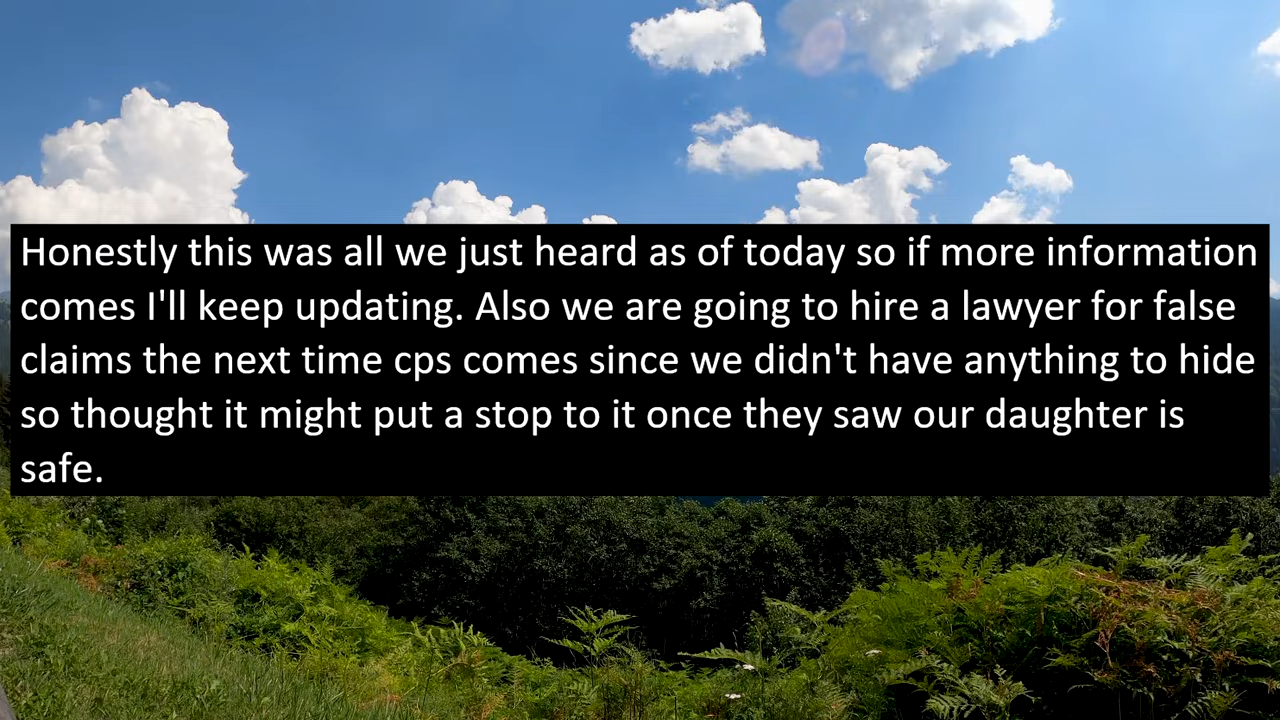 Honestly this was all we just heard as of today so if more information
comes I'll keep updating. Also we are going to hire a lawyer for false
claims the next time cps comes since we didn't have anything to hide
so thought it might put a stop to it once they saw our daughter is
safe.